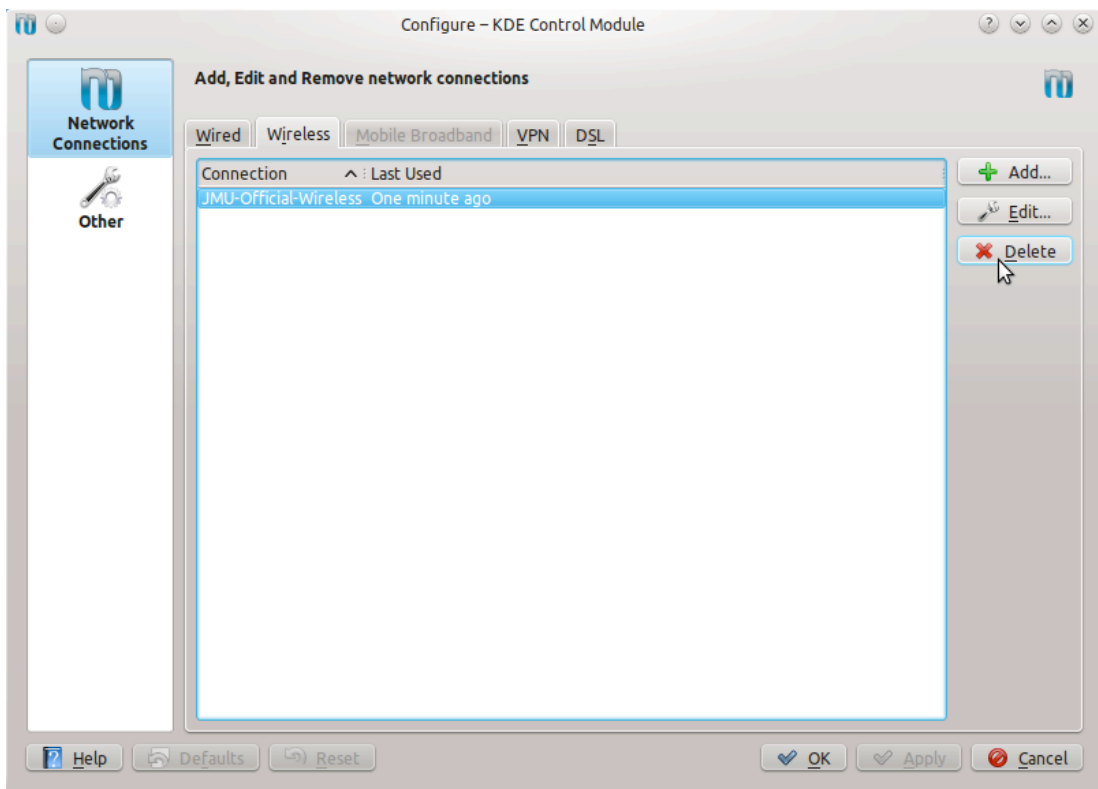 Configure – KDE Control Module
Network
Connections
Other
Add, Edit and Remove network connections
Wired Wireless Mobile Broadband VPN DSL
Connection Last Used
JMU-Official-Wireless One minute ago
Add...
Edit...
Delete
Help Defaults Reset OK Apply Cancel